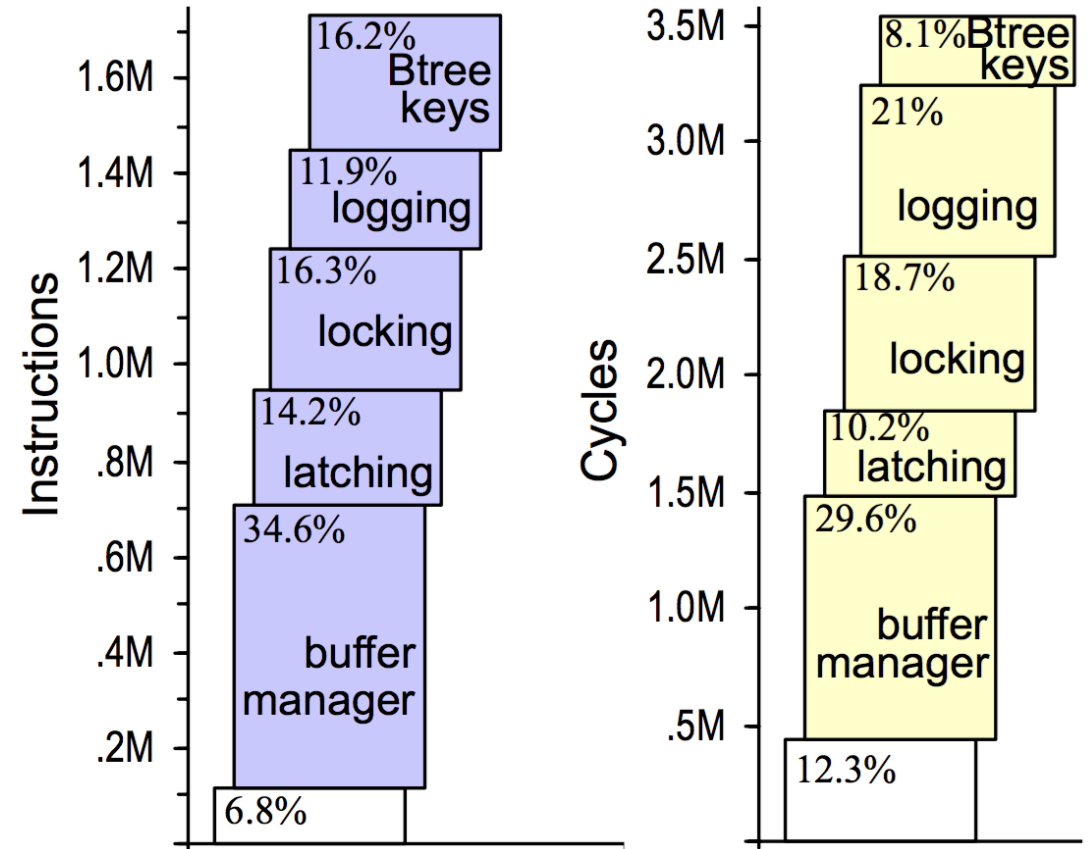 Instructions
1.6M
1.4M
1.2M
1.0M
.8M
.6M
.4M
.2M
16.2%
Btree
keys
11.9%
logging
16.3%
locking
14.2%
latching
34.6%
buffer
manager
6.8%
Cycles
3.5M
3.0M
2.5M
2.0M
1.5M
1.0M
.5M
8.1%Btree
keys
21%
logging
18.7%
locking
10.2%
latching
29.6%
buffer
manager
12.3%